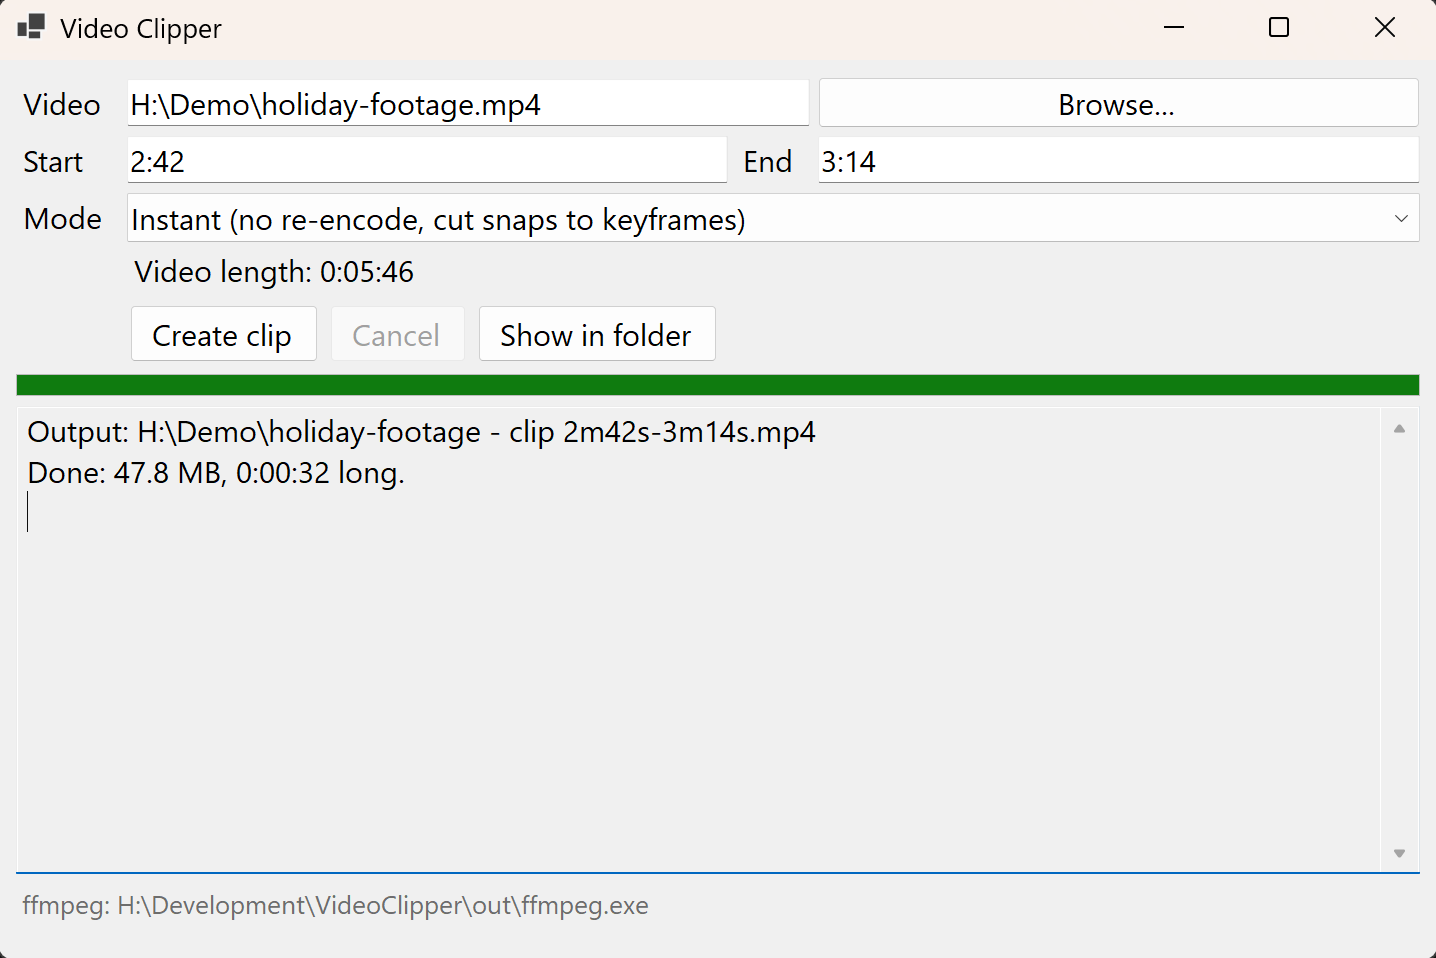 Video Clipper
Video H:\Demo\holiday-footage.mp4 Browse...
Start 2:42 End 3:14
Mode Instant (no re-encode, cut snaps to keyframes)
Video length: 0:05:46
Create clip Cancel Show in folder
Output: H:\Demo\holiday-footage - clip 2m42s-3m14s.mp4
Done: 47.8 MB, 0:00:32 long.
ffmpeg: H:\Development\VideoClipper\out\ffmpeg.exe